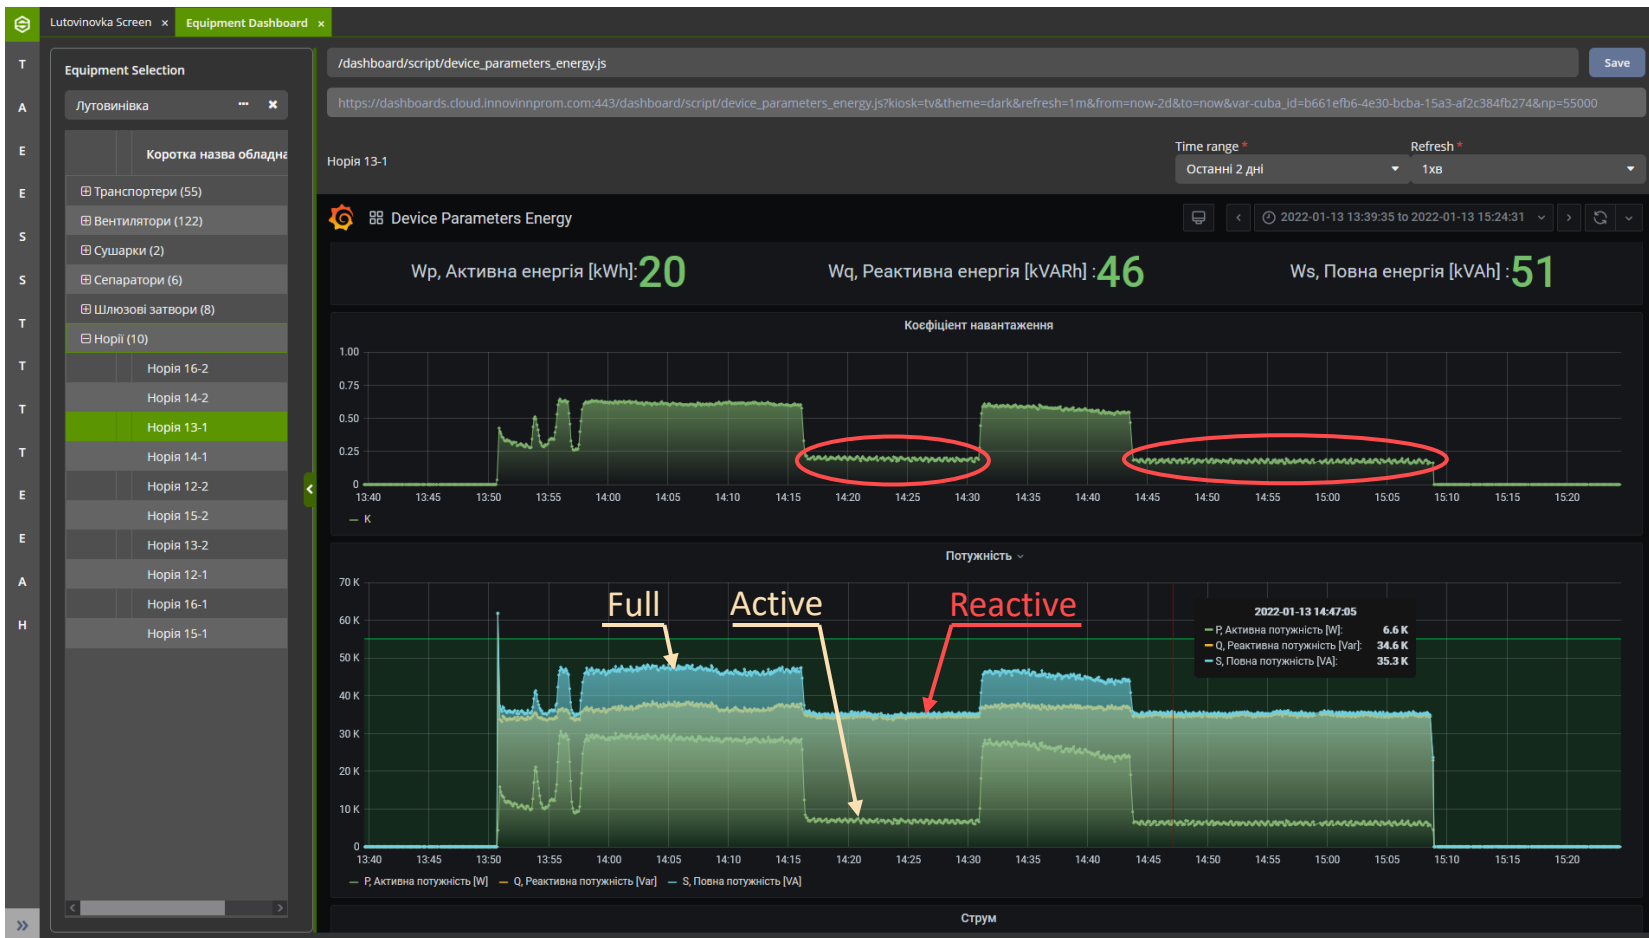 Lutovinovka Screen ×
Equipment Dashboard ×
T
A
E
E
S
S
T
T
T
T
E
E
A
H
Equipment Selection
Лутовинівка
Коротка назва обладна
Транспортери (55)
Вентилятори (122)
Сушарки (2)
Сепаратори (6)
Шлюзові затвори (8)
Норії (10)
Норія 16-2
Норія 14-2
Норія 13-1
Норія 14-1
Норія 12-2
Норія 15-2
Норія 13-2
Норія 12-1
Норія 16-1
Норія 15-1
/dashboard/script/device_parameters_energy.js
Save
https://dashboards.cloud.innovinnprom.com:443/dashboard/script/device_parameters_energy.js?kiosk=tv&theme=dark&refresh=1m&from=now-2d&to=now&var-cuba_id=b661efb6-4e30-bcba-15a3-af2c384fb274&np=55000
Норія 13-1
Time range *
Останні 2 дні
Refresh *
1хв
Device Parameters Energy
2022-01-13 13:39:35 to 2022-01-13 15:24:31
Wp, Активна енергія [kWh]: 20
Wq, Реактивна енергія [kVARh] : 46
Ws, Повна енергія [kVAh] : 51
Коєфіціент навантаження
1.00
0.75
0.50
0.25
0
13:40 13:45 13:50 13:55 14:00 14:05 14:10 14:15 14:20 14:25 14:30 14:35 14:40 14:45 14:50 14:55 15:00 15:05 15:10 15:15 15:20
K
Потужність
70 K
60 K
50 K
40 K
30 K
20 K
10 K
0
Full
Active
Reactive
2022-01-13 14:47:05
P, Активна потужність [W]: 6.6 K
Q, Реактивна потужність [Var]: 34.6 K
S, Повна потужність [VA]: 35.3 K
13:40 13:45 13:50 13:55 14:00 14:05 14:10 14:15 14:20 14:25 14:30 14:35 14:40 14:45 14:50 14:55 15:00 15:05 15:10 15:15 15:20
P, Активна потужність [W] Q, Реактивна потужність [Var] S, Повна потужність [VA]
Струм